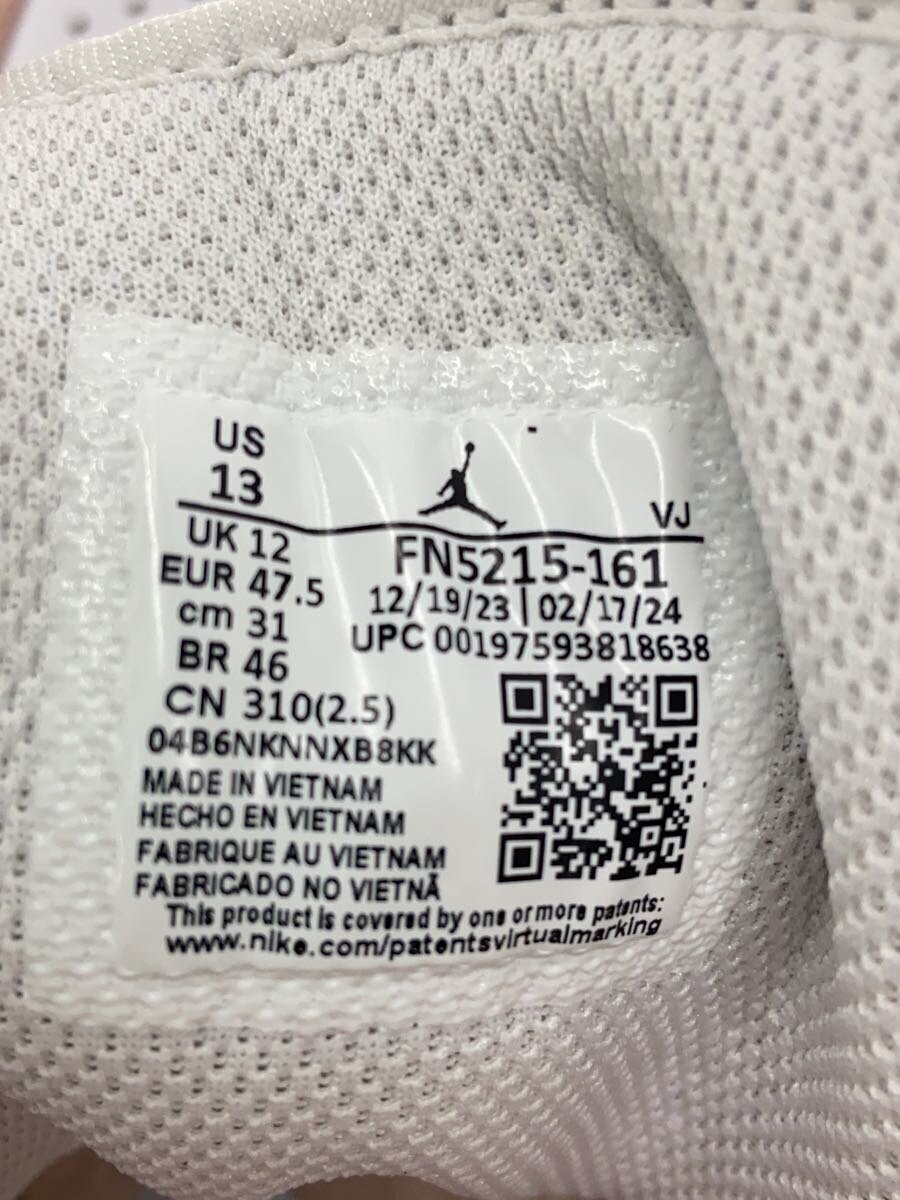 US
13
VJ
UK 12
EUR 47.5
cm 31
BR 46
CN 310(2.5)
FN5215-161
12/19/23 | 02/17/24
UPC 00197593818638
04B6NKNNXB8KK
MADE IN VIETNAM
HECHO EN VIETNAM
FABRIQUE AU VIETNAM
FABRICADO NO VIETNÃ
This product is covered by one or more patents:
www.nike.com/patentsvirtualmarking